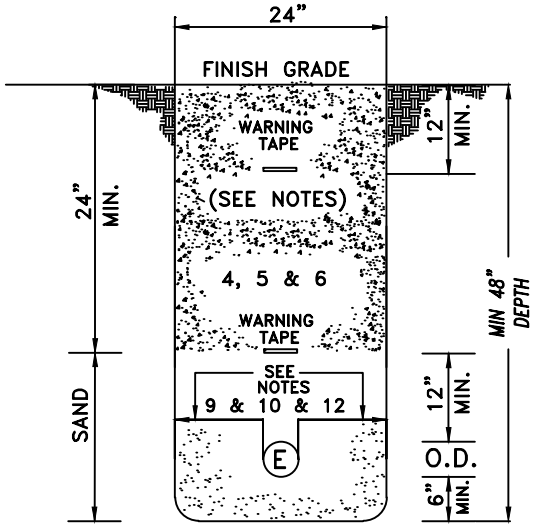 24”
FINISH GRADE
WARNING
TAPE
12”
MIN.
24”
MIN.
(SEE NOTES)
4, 5 & 6
MIN 48”
DEPTH
WARNING
TAPE
SEE
NOTES
9 & 10 & 12
SAND
12”
MIN.
E
O.D.
6”
MIN.